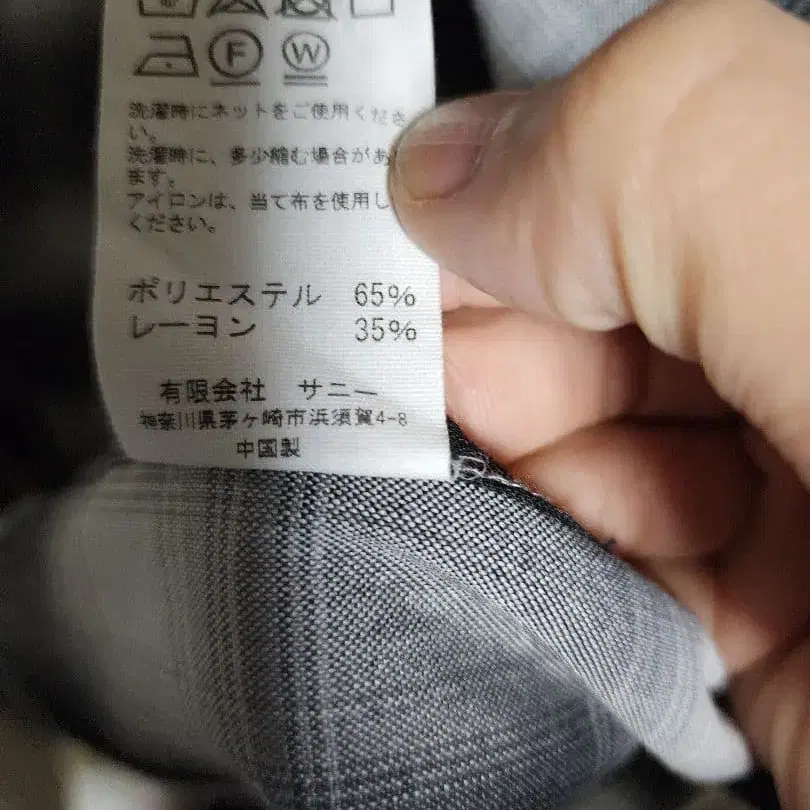 F W
洗濯時にネットをご使用くださ
い。
洗濯時に、多少縮む場合があ
ます。
アイロンは、当て布を使用し
ください。
ポリエステル 65%
レーヨン 35%
有限会社 サニー
神奈川県茅ヶ崎市浜須賀4-8
中国製